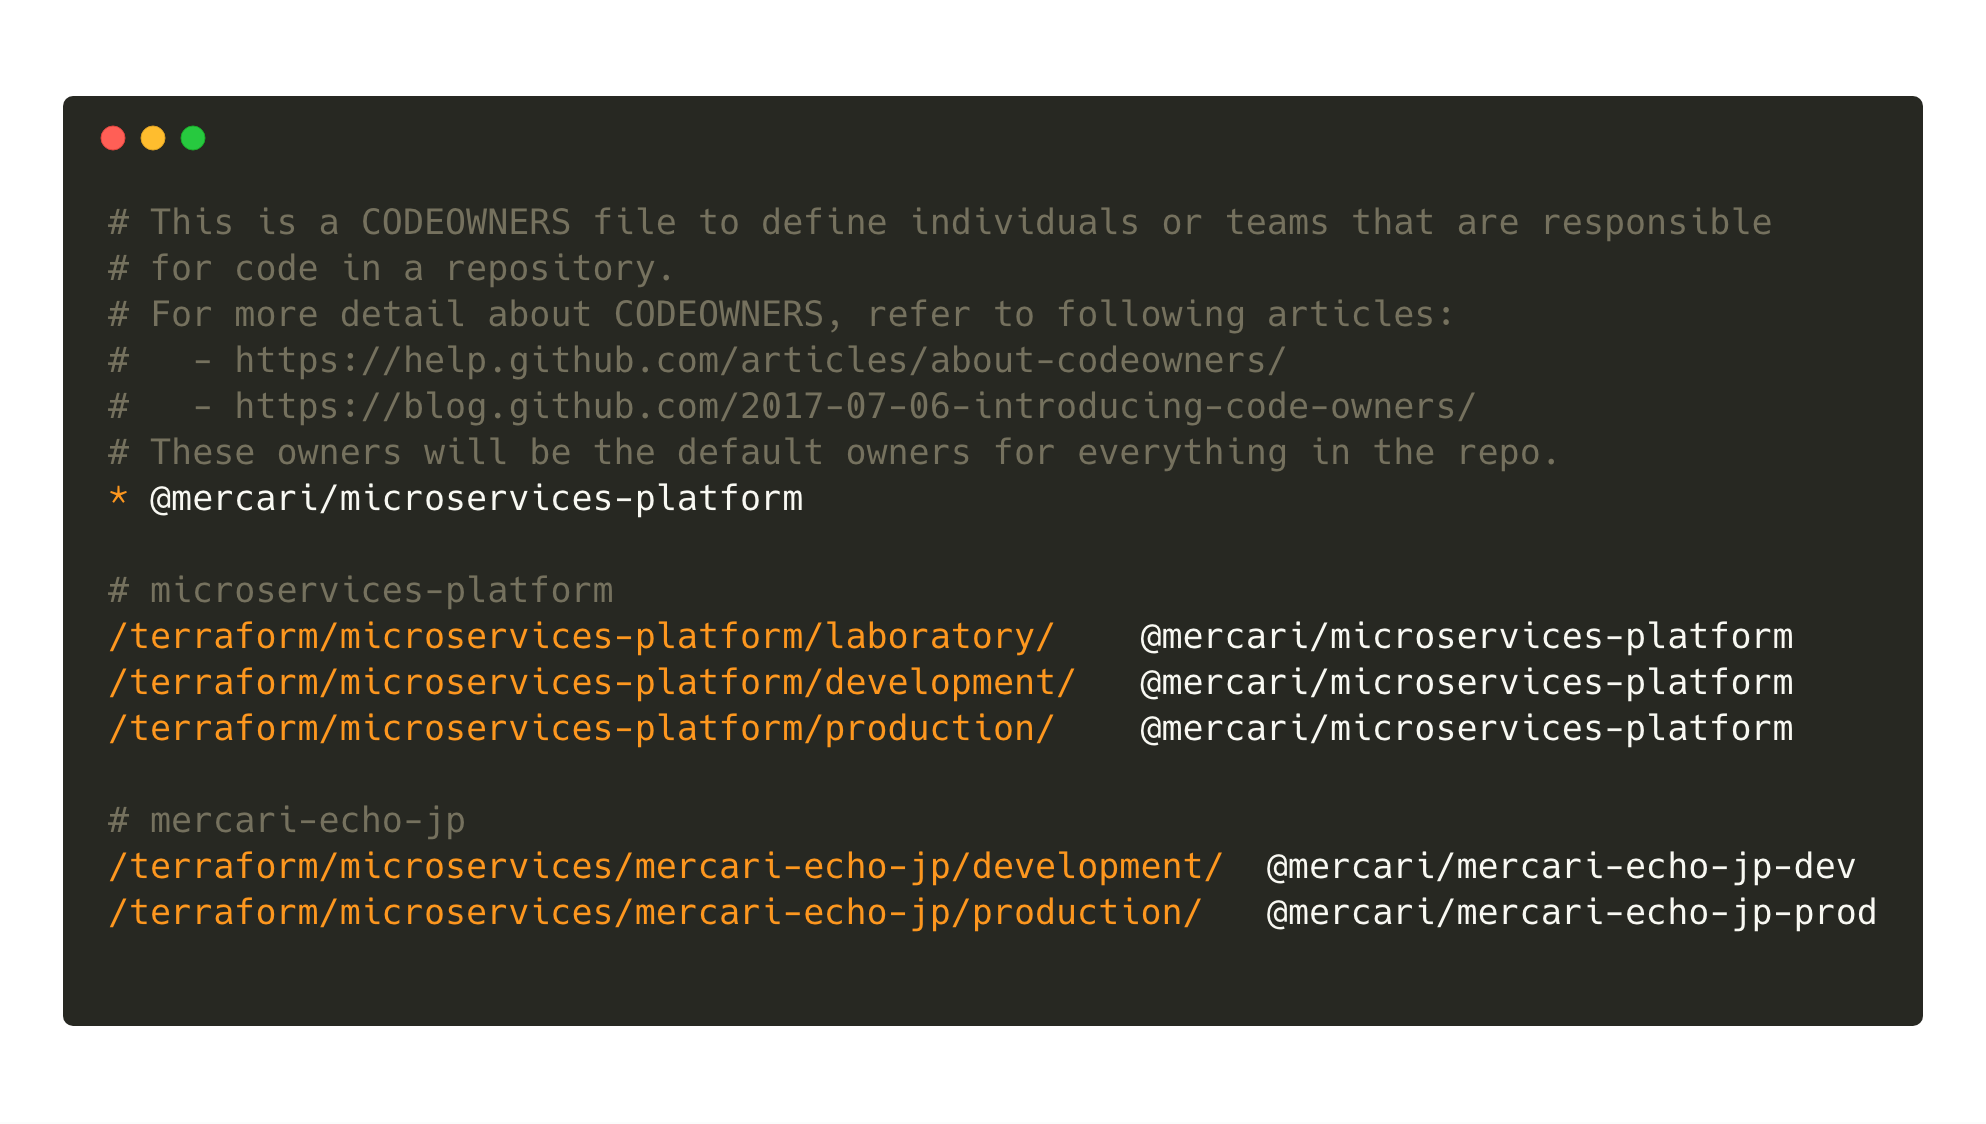 # This is a CODEOWNERS file to define individuals or teams that are responsible
# for code in a repository.
# For more detail about CODEOWNERS, refer to following articles:
#   - https://help.github.com/articles/about-codeowners/
#   - https://blog.github.com/2017-07-06-introducing-code-owners/
# These owners will be the default owners for everything in the repo.
* @mercari/microservices-platform

# microservices-platform
/terraform/microservices-platform/laboratory/    @mercari/microservices-platform
/terraform/microservices-platform/development/   @mercari/microservices-platform
/terraform/microservices-platform/production/    @mercari/microservices-platform

# mercari-echo-jp
/terraform/microservices/mercari-echo-jp/development/  @mercari/mercari-echo-jp-dev
/terraform/microservices/mercari-echo-jp/production/   @mercari/mercari-echo-jp-prod